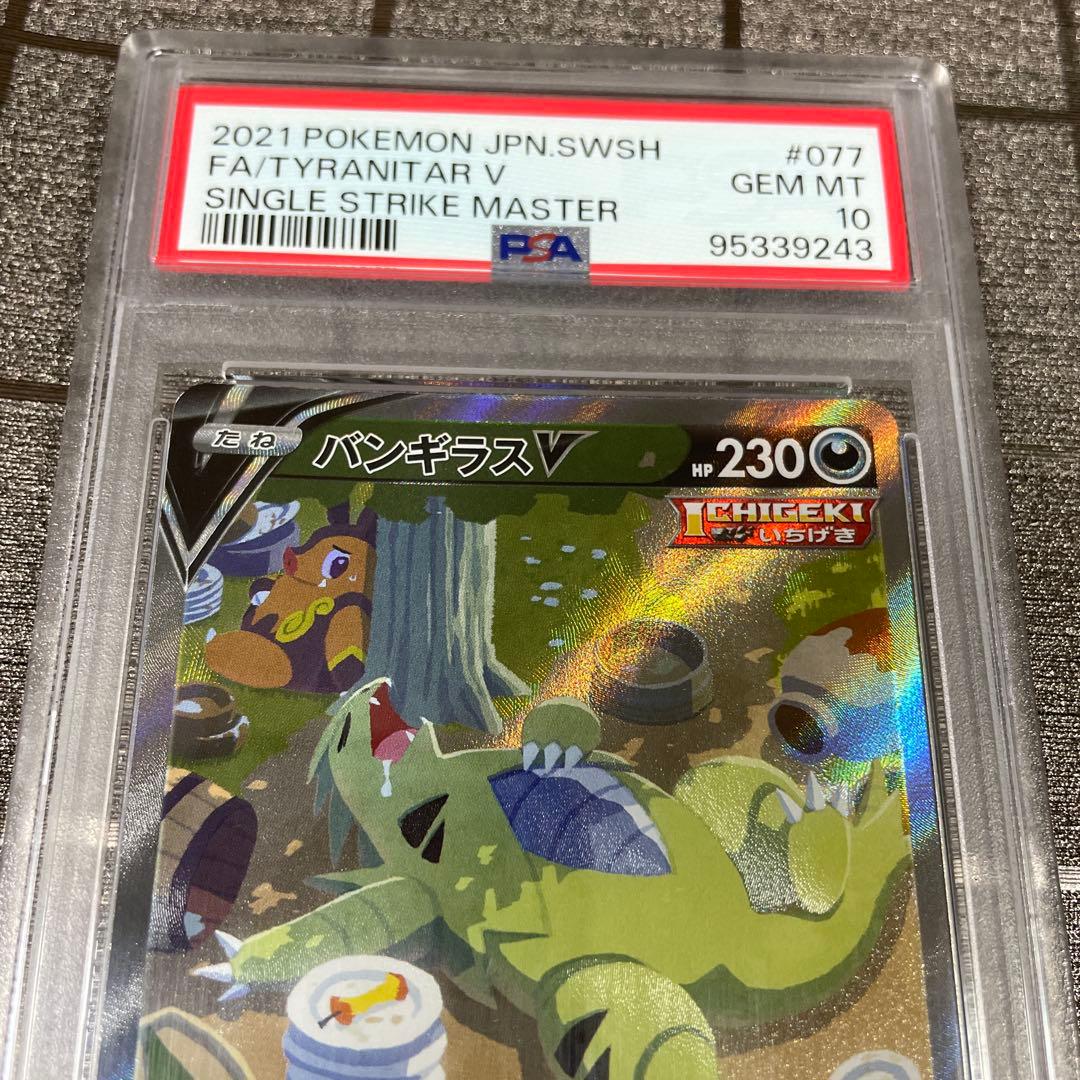 2021 POKEMON JPN.SWSH #077
FA/TYRANITAR V GEM MT
SINGLE STRIKE MASTER 10
PSA 95339243
たね バンギラスV HP 230
ICHIGEKI
いちげき